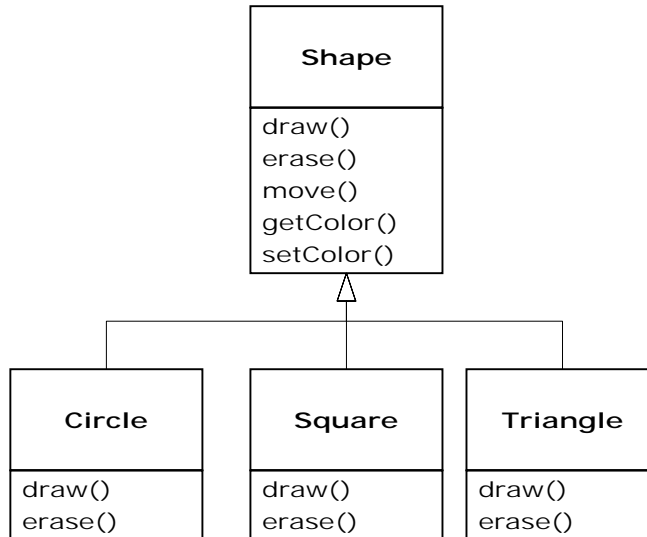 Shape
draw()
erase()
move()
getColor()
setColor()
Circle
draw()
erase()
Square
draw()
erase()
Triangle
draw()
erase()